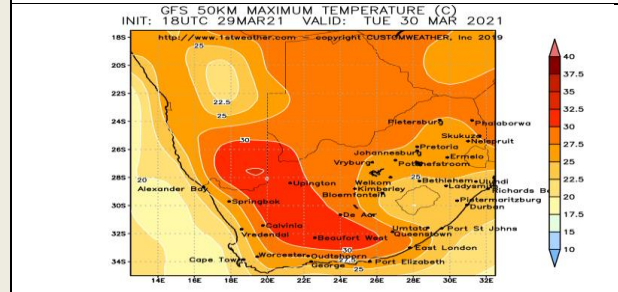 GFS 50KM MAXIMUM TEMPERATURE (C)
INIT: 18UTC 29MAR21 VALID: TUE 30 MAR 2021
http://www.1stweather.com copyright CUSTOMWEATHER, Inc 2019
18S
20S
22S
24S
26S
28S
30S
32S
34S
25
22.5
25
30
20
25
30
27.5
25
Pietersburg
Phalaborwa
Skukuza
Nelspruit
Pretoria
Johannesburg
Ermelo
Vryburg
Potchefstroom
Welkom
Bethlehem
Ulundi
Upington
Kimberley
Ladysmith
Alexander Bay
Bloemfontein
Richards Ba
Springbok
Pietermaritzburg
Durban
De Aar
Calvinia
Umtata
Port St Johns
Vredendal
Beaufort West
Queenstown
East London
Worcester
Oudtshoorn
Cape Town
George
Port Elizabeth
14E 16E 18E 20E 22E 24E 26E 28E 30E 32E
40
37.5
35
32.5
30
27.5
25
22.5
20
17.5
15
10